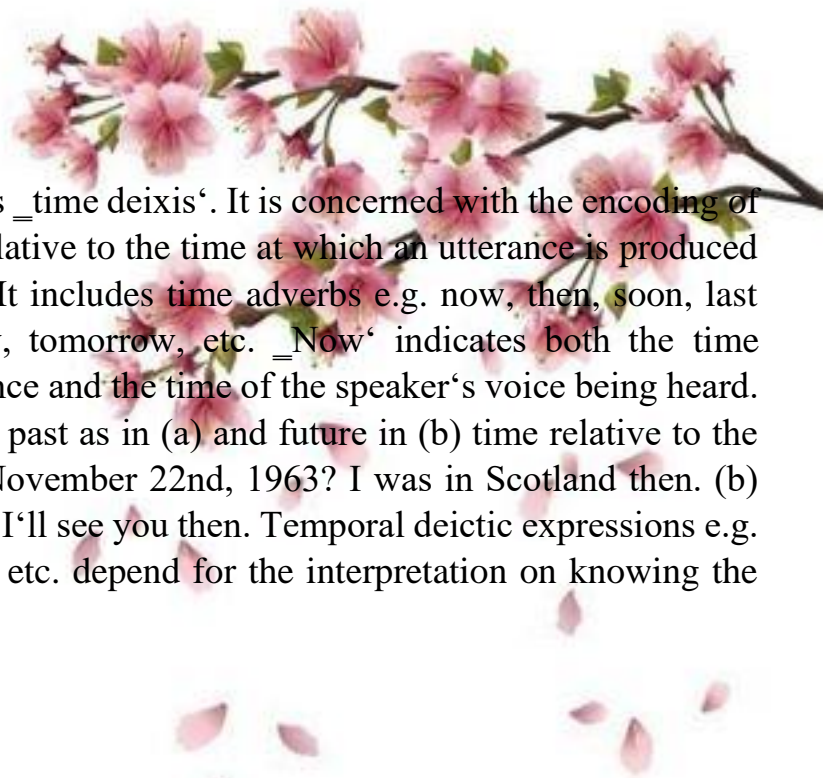 s ‗time deixis‘. It is concerned with the encoding of
lative to the time at which an utterance is produced
It includes time adverbs e.g. now, then, soon, last
, tomorrow, etc. ‗Now‘ indicates both the time
nce and the time of the speaker‘s voice being heard.
past as in (a) and future in (b) time relative to the
November 22nd, 1963? I was in Scotland then. (b)
I‘ll see you then. Temporal deictic expressions e.g.
etc. depend for the interpretation on knowing the